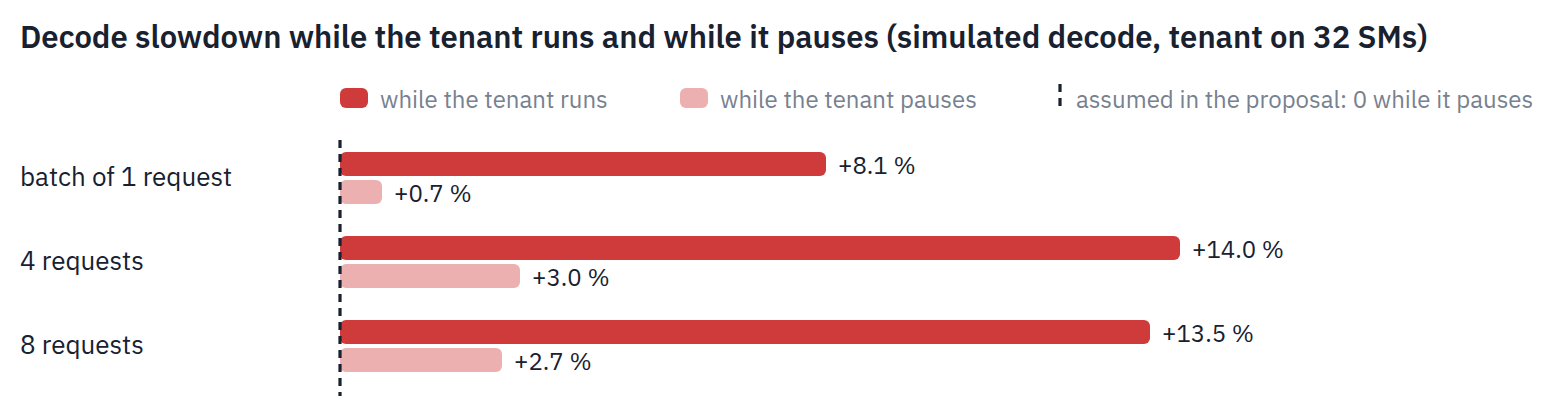 Decode slowdown while the tenant runs and while it pauses (simulated decode, tenant on 32 SMs)
while the tenant runs while the tenant pauses assumed in the proposal: 0 while it pauses
batch of 1 request
+8.1 %
+0.7 %
4 requests
+14.0 %
+3.0 %
8 requests
+13.5 %
+2.7 %